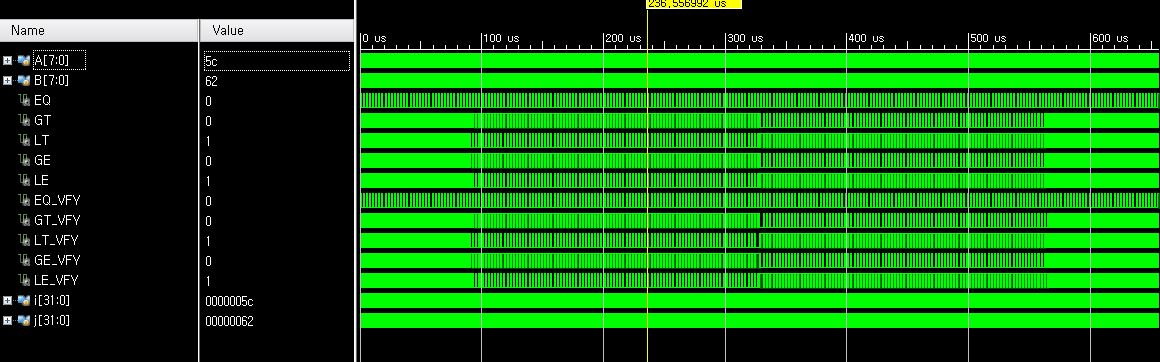 236,556992 us
Name Value
0 us 100 us 200 us 300 us 400 us 500 us 600 us
A[7:0] 5c
B[7:0] 62
EQ 0
GT 0
LT 1
GE 0
LE 1
EQ_VFY 0
GT_VFY 0
LT_VFY 1
GE_VFY 0
LE_VFY 1
i[31:0] 0000005c
j[31:0] 00000062